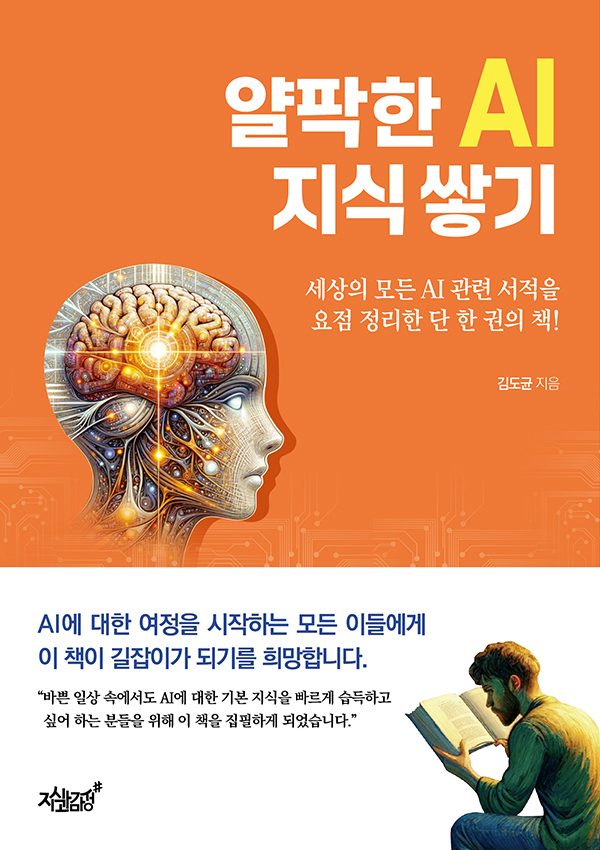 얄팍한 AI
지식 쌓기
세상의 모든 AI 관련 서적을
요점 정리한 단 한 권의 책!
김도균 지음
AI에 대한 여정을 시작하는 모든 이들에게
이 책이 길잡이가 되기를 희망합니다.
“바쁜 일상 속에서도 AI에 대한 기본 지식을 빠르게 습득하고
싶어 하는 분들을 위해 이 책을 집필하게 되었습니다.”
지식과감성#